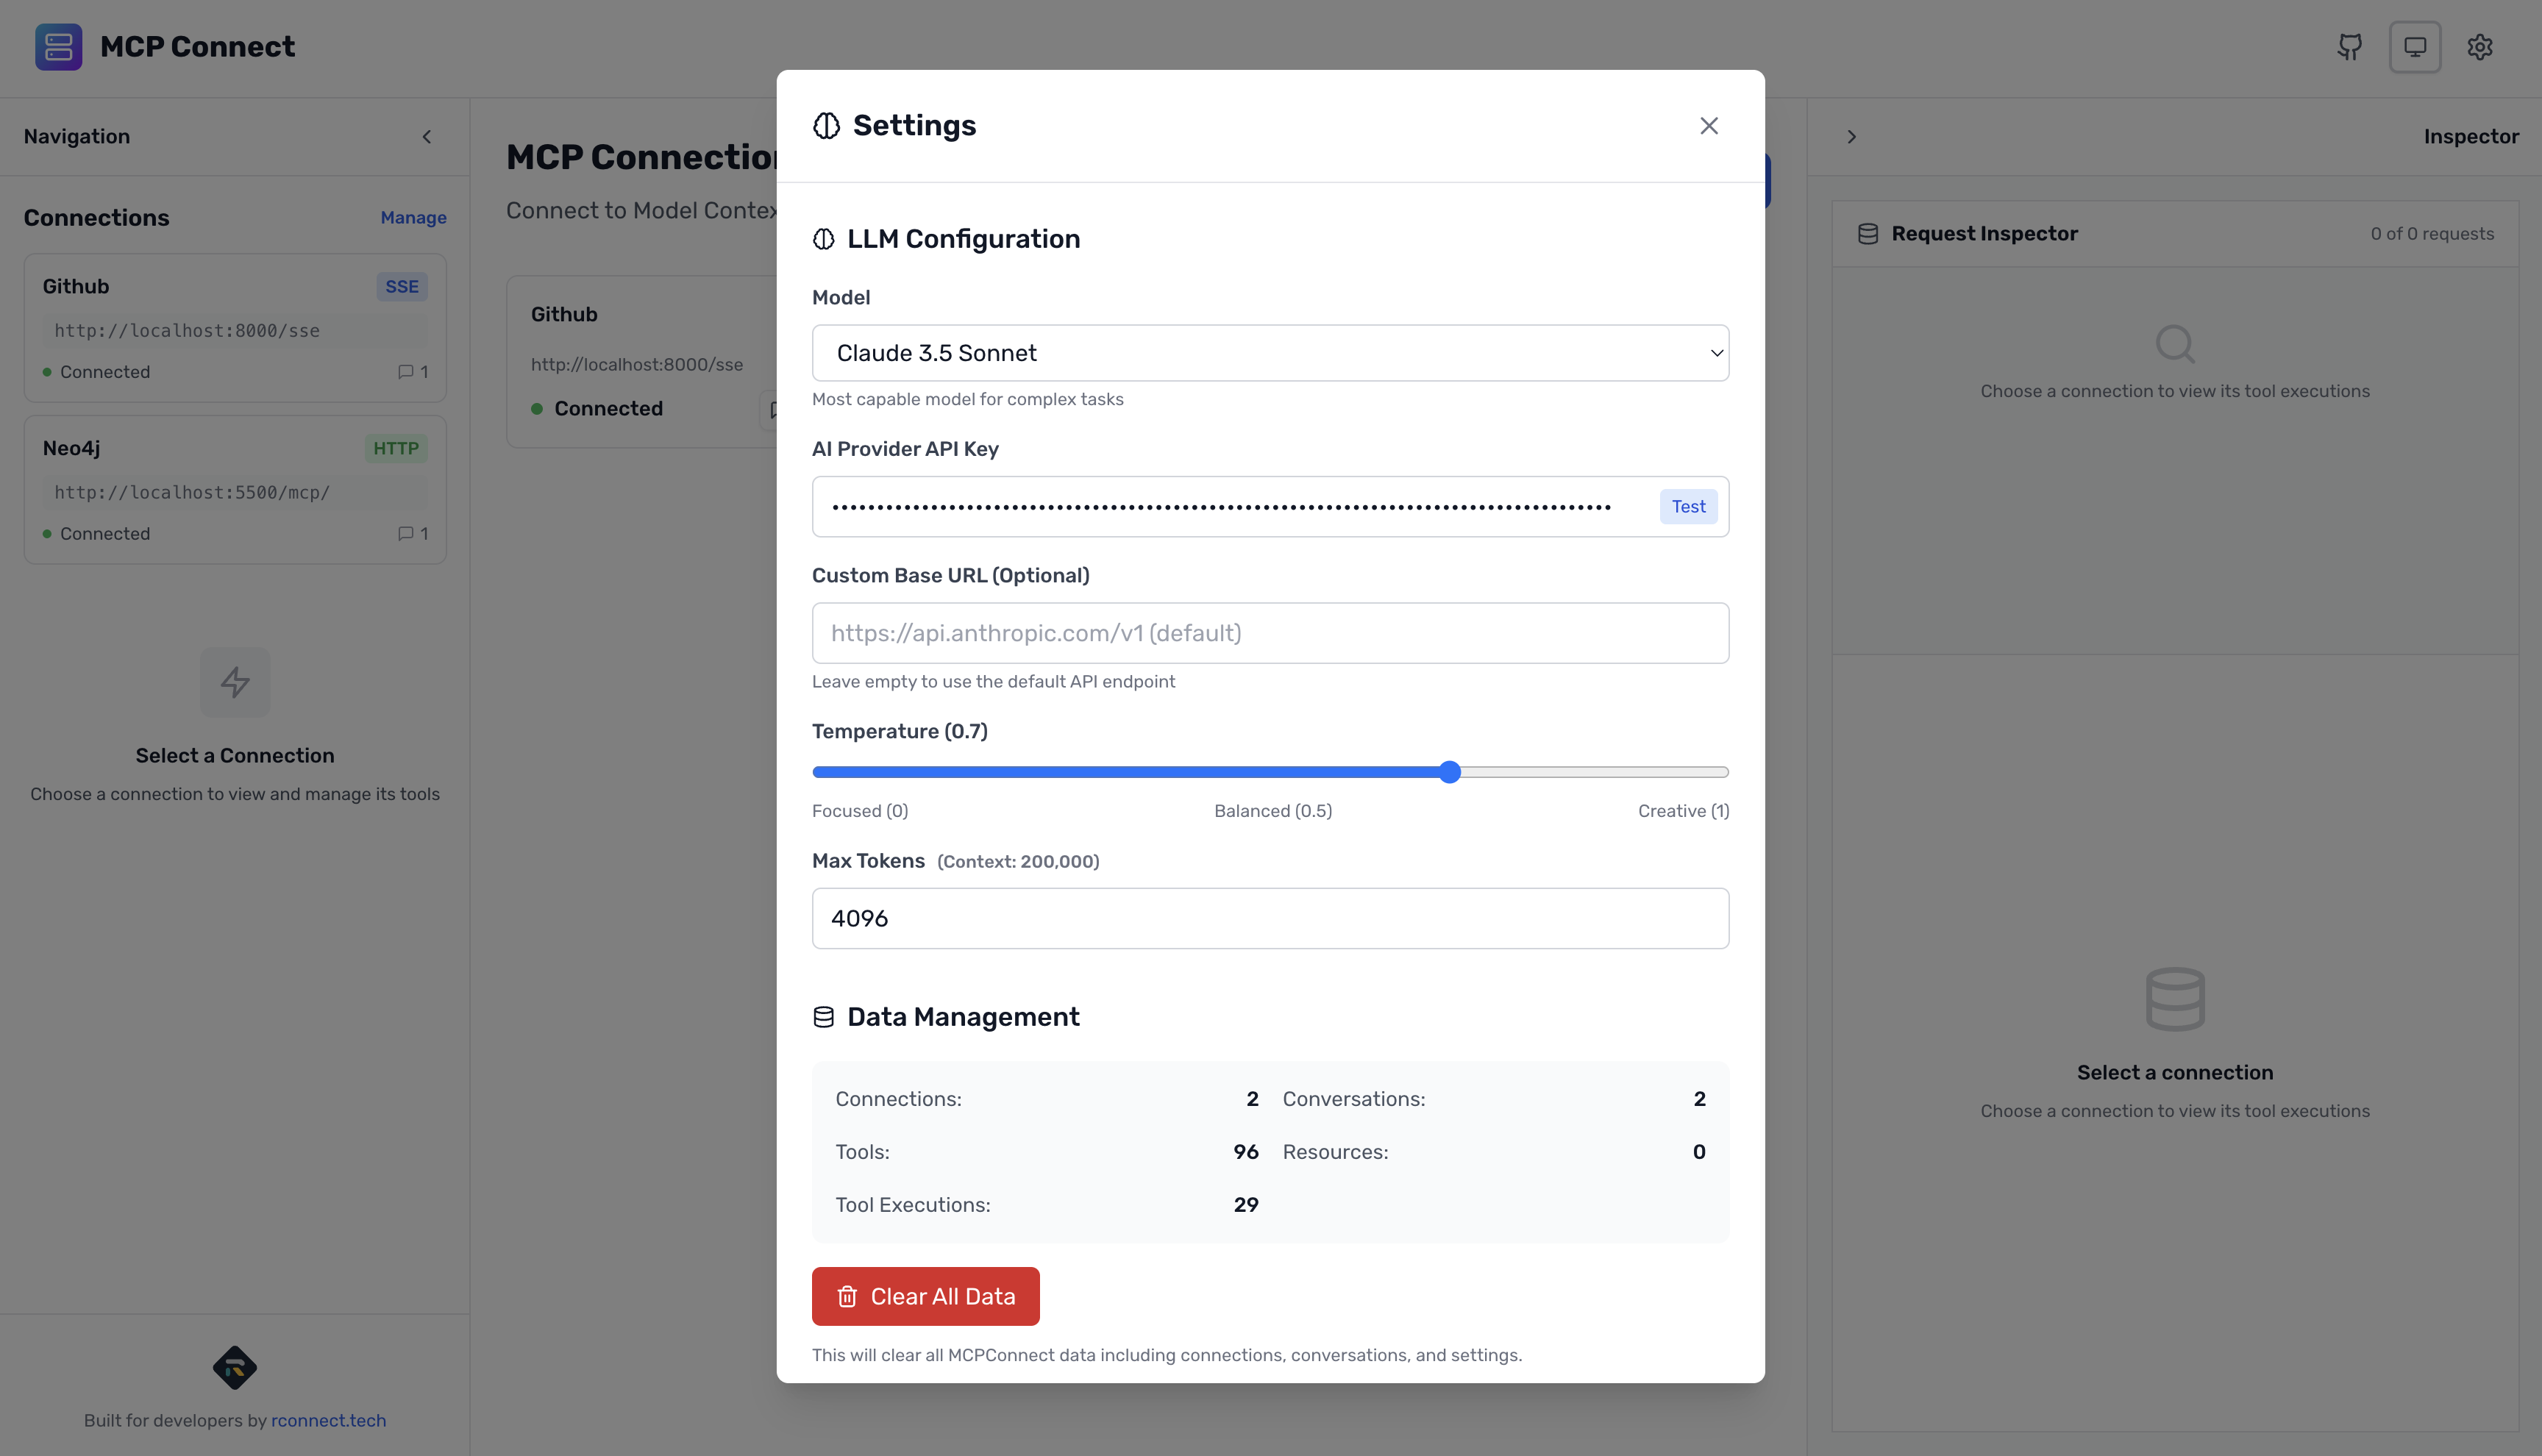 MCP Connect
Navigation
Connections
Manage
Github
SSE
http://localhost:8000/sse
Connected
1
Neo4j
HTTP
http://localhost:5500/mcp/
Connected
1
Select a Connection
Choose a connection to view and manage its tools
Built for developers by rconnect.tech
MCP Connection
Connect to Model Contex
Github
http://localhost:8000/sse
Connected
Settings
LLM Configuration
Model
Claude 3.5 Sonnet
Most capable model for complex tasks
AI Provider API Key
Test
Custom Base URL (Optional)
https://api.anthropic.com/v1 (default)
Leave empty to use the default API endpoint
Temperature (0.7)
Focused (0)
Balanced (0.5)
Creative (1)
Max Tokens (Context: 200,000)
4096
Data Management
Connections: 2
Conversations: 2
Tools: 96
Resources: 0
Tool Executions: 29
Clear All Data
This will clear all MCPConnect data including connections, conversations, and settings.
Inspector
Request Inspector
0 of 0 requests
Choose a connection to view its tool executions
Select a connection
Choose a connection to view its tool executions